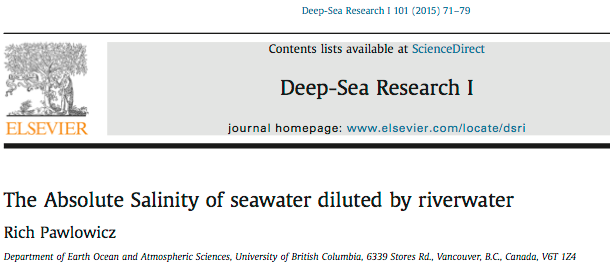 Deep-Sea Research I 101 (2015) 71–79
Contents lists available at ScienceDirect
Deep-Sea Research I
ELSEVIER
journal homepage: www.elsevier.com/locate/dsri
The Absolute Salinity of seawater diluted by riverwater
Rich Pawlowicz
Department of Earth Ocean and Atmospheric Sciences, University of British Columbia, 6339 Stores Rd., Vancouver, B.C., Canada, V6T 1Z4